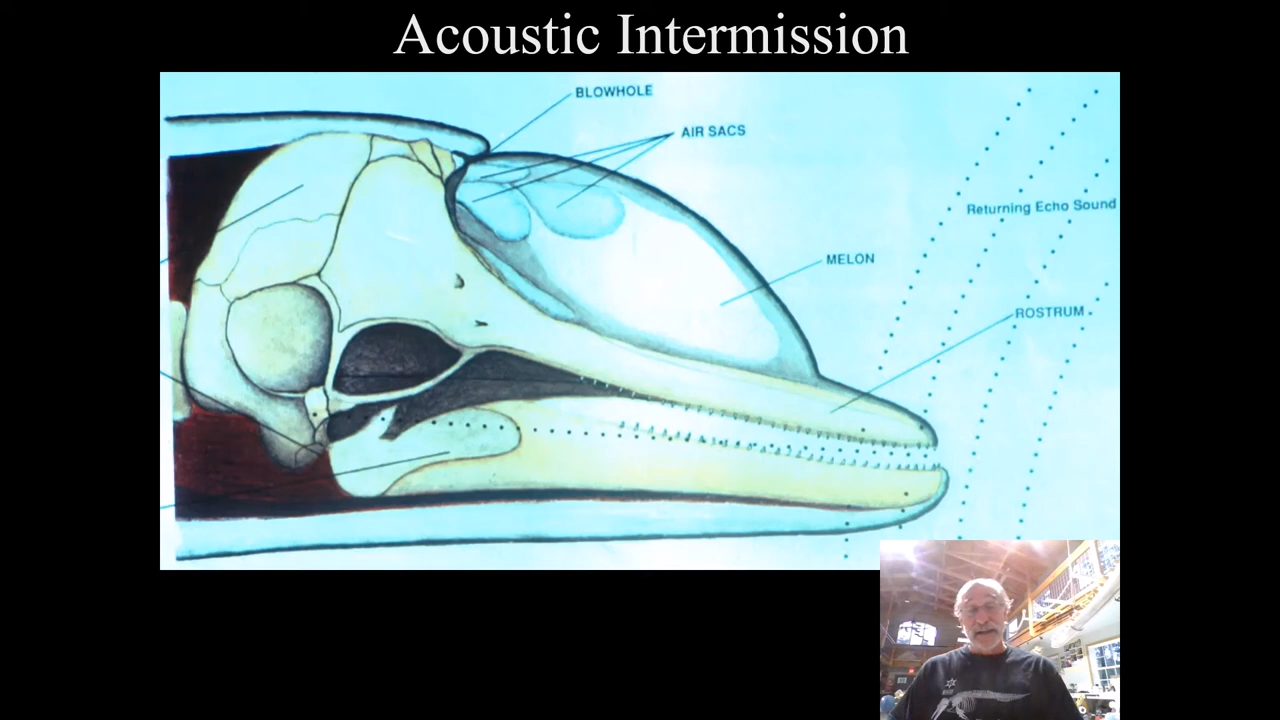 Acoustic Intermission
BLOWHOLE
AIR SACS
Returning Echo Sound
MELON
ROSTRUM